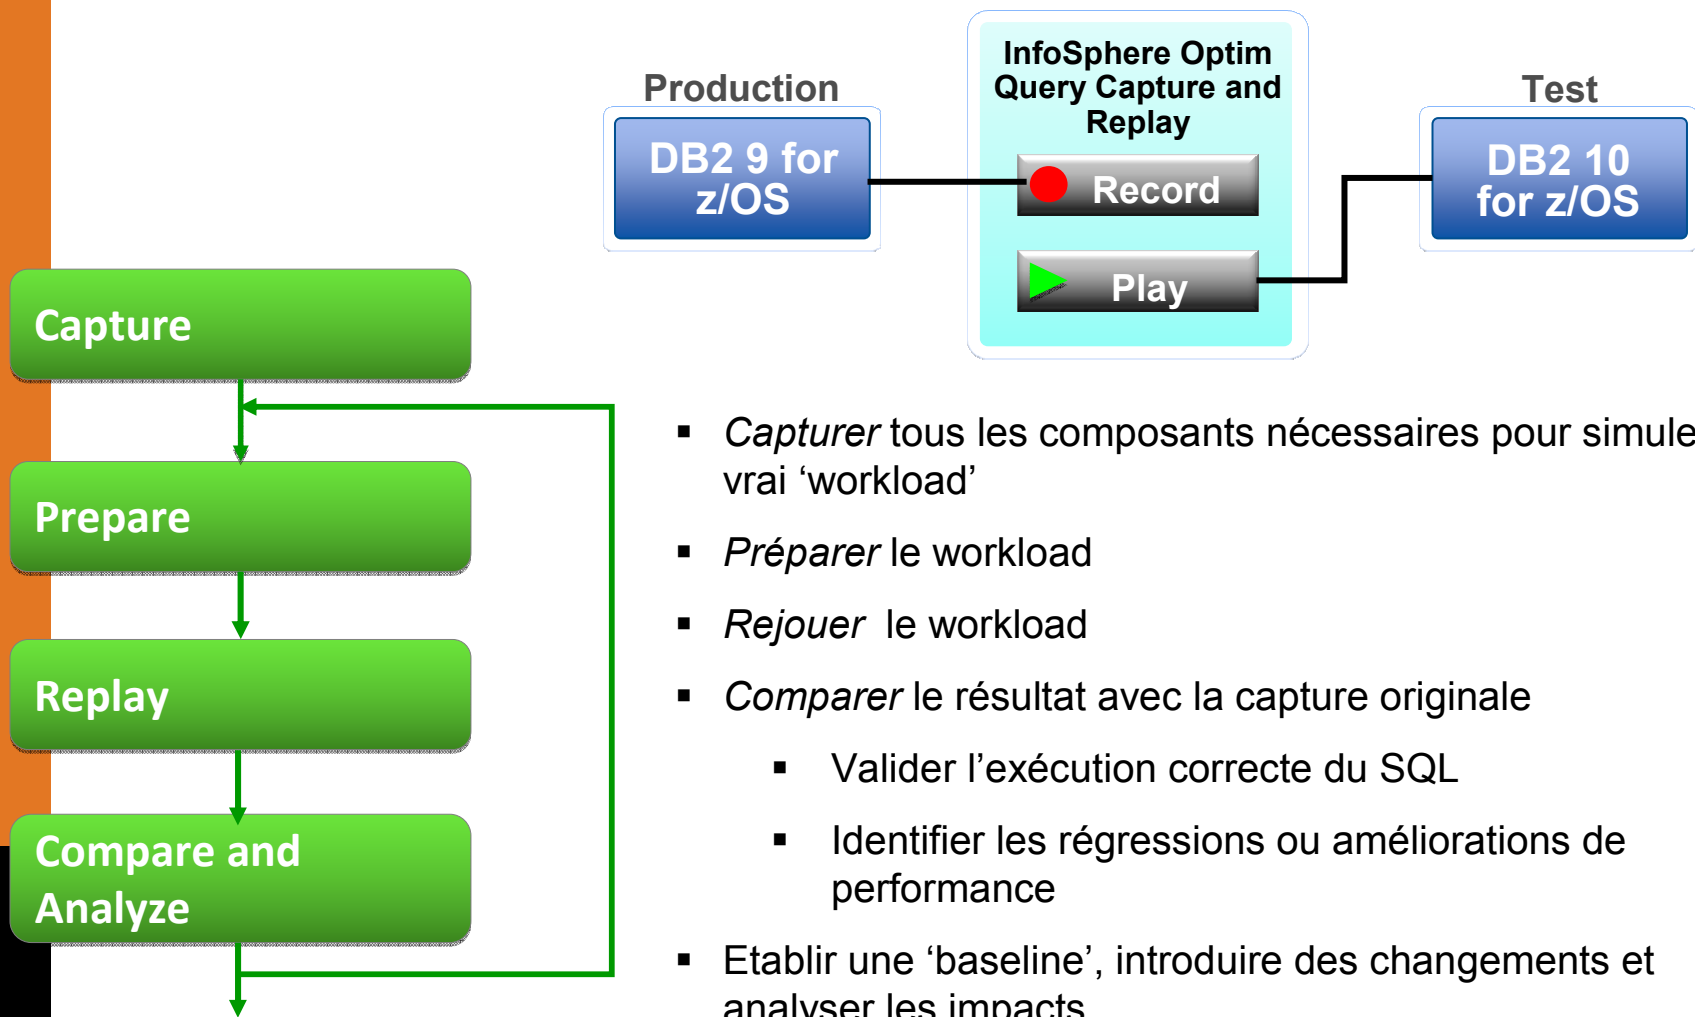 InfoSphere Optim
Query Capture and
Replay
Production
Test
DB2 9 for
z/OS
Record
Play
DB2 10
for z/OS
Capture
Prepare
Replay
Compare and
Analyze
▪ Capturer tous les composants nécessaires pour simule
vrai ‘workload’
▪ Préparer le workload
▪ Rejouer le workload
▪ Comparer le résultat avec la capture originale
▪ Valider l’exécution correcte du SQL
▪ Identifier les régressions ou améliorations de
performance
▪ Etablir une ‘baseline’, introduire des changements et
analyser les impacts